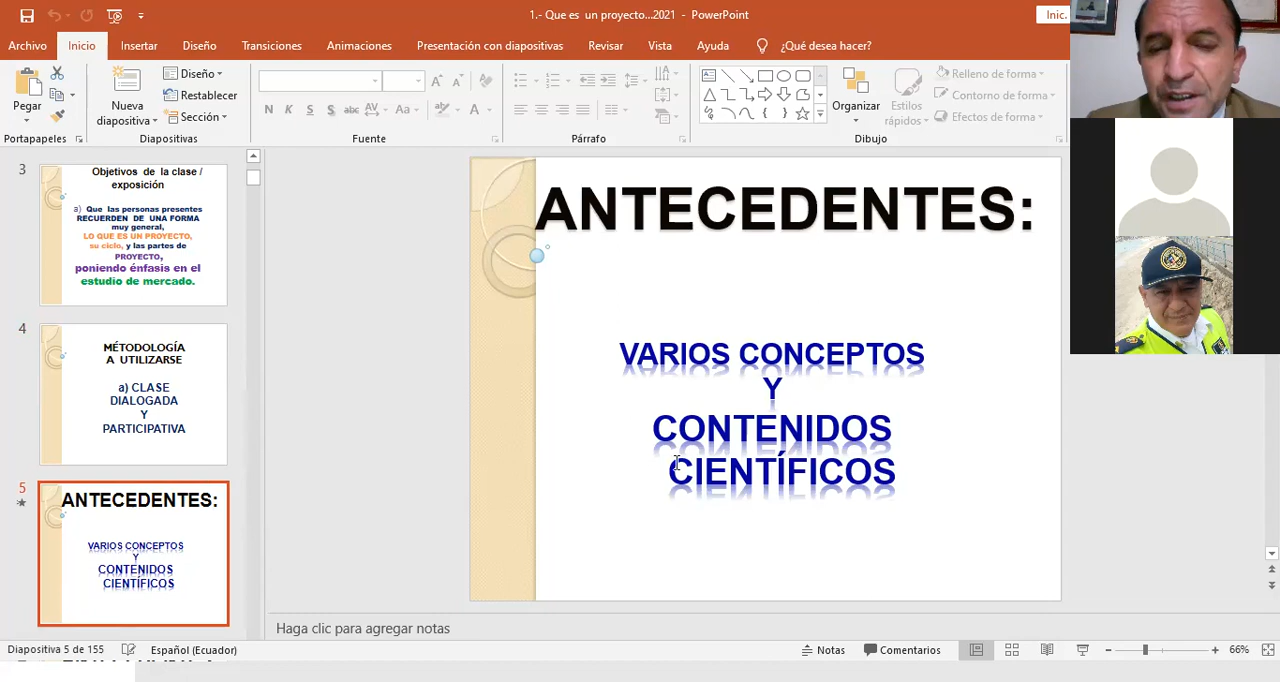 1.- Que es un proyecto...2021 - PowerPoint
Inic.
Archivo Inicio Insertar Diseño Transiciones Animaciones Presentación con diapositivas Revisar Vista Ayuda ¿Qué desea hacer?
Pegar
Nueva diapositiva
Diseño
Restablecer
Sección
N K S S abc AV Aa A
Organizar
Estilos rápidos
Relleno de forma
Contorno de forma
Efectos de forma
Portapapeles Diapositivas Fuente Párrafo Dibujo
3
Objetivos de la clase /
exposición
a) Que las personas presentes
RECUERDEN DE UNA FORMA
muy general,
LO QUE ES UN PROYECTO,
su ciclo, y las partes de
PROYECTO,
poniendo énfasis en el
estudio de mercado.
4
MÉTODOLOGÍA
A UTILIZARSE
a) CLASE
DIALOGADA
Y
PARTICIPATIVA
5
ANTECEDENTES:
VARIOS CONCEPTOS
Y
CONTENIDOS
CIENTÍFICOS
ANTECEDENTES:
VARIOS CONCEPTOS
Y
CONTENIDOS
CIENTÍFICOS
Haga clic para agregar notas
Diapositiva 5 de 155 Español (Ecuador) Notas Comentarios 66%